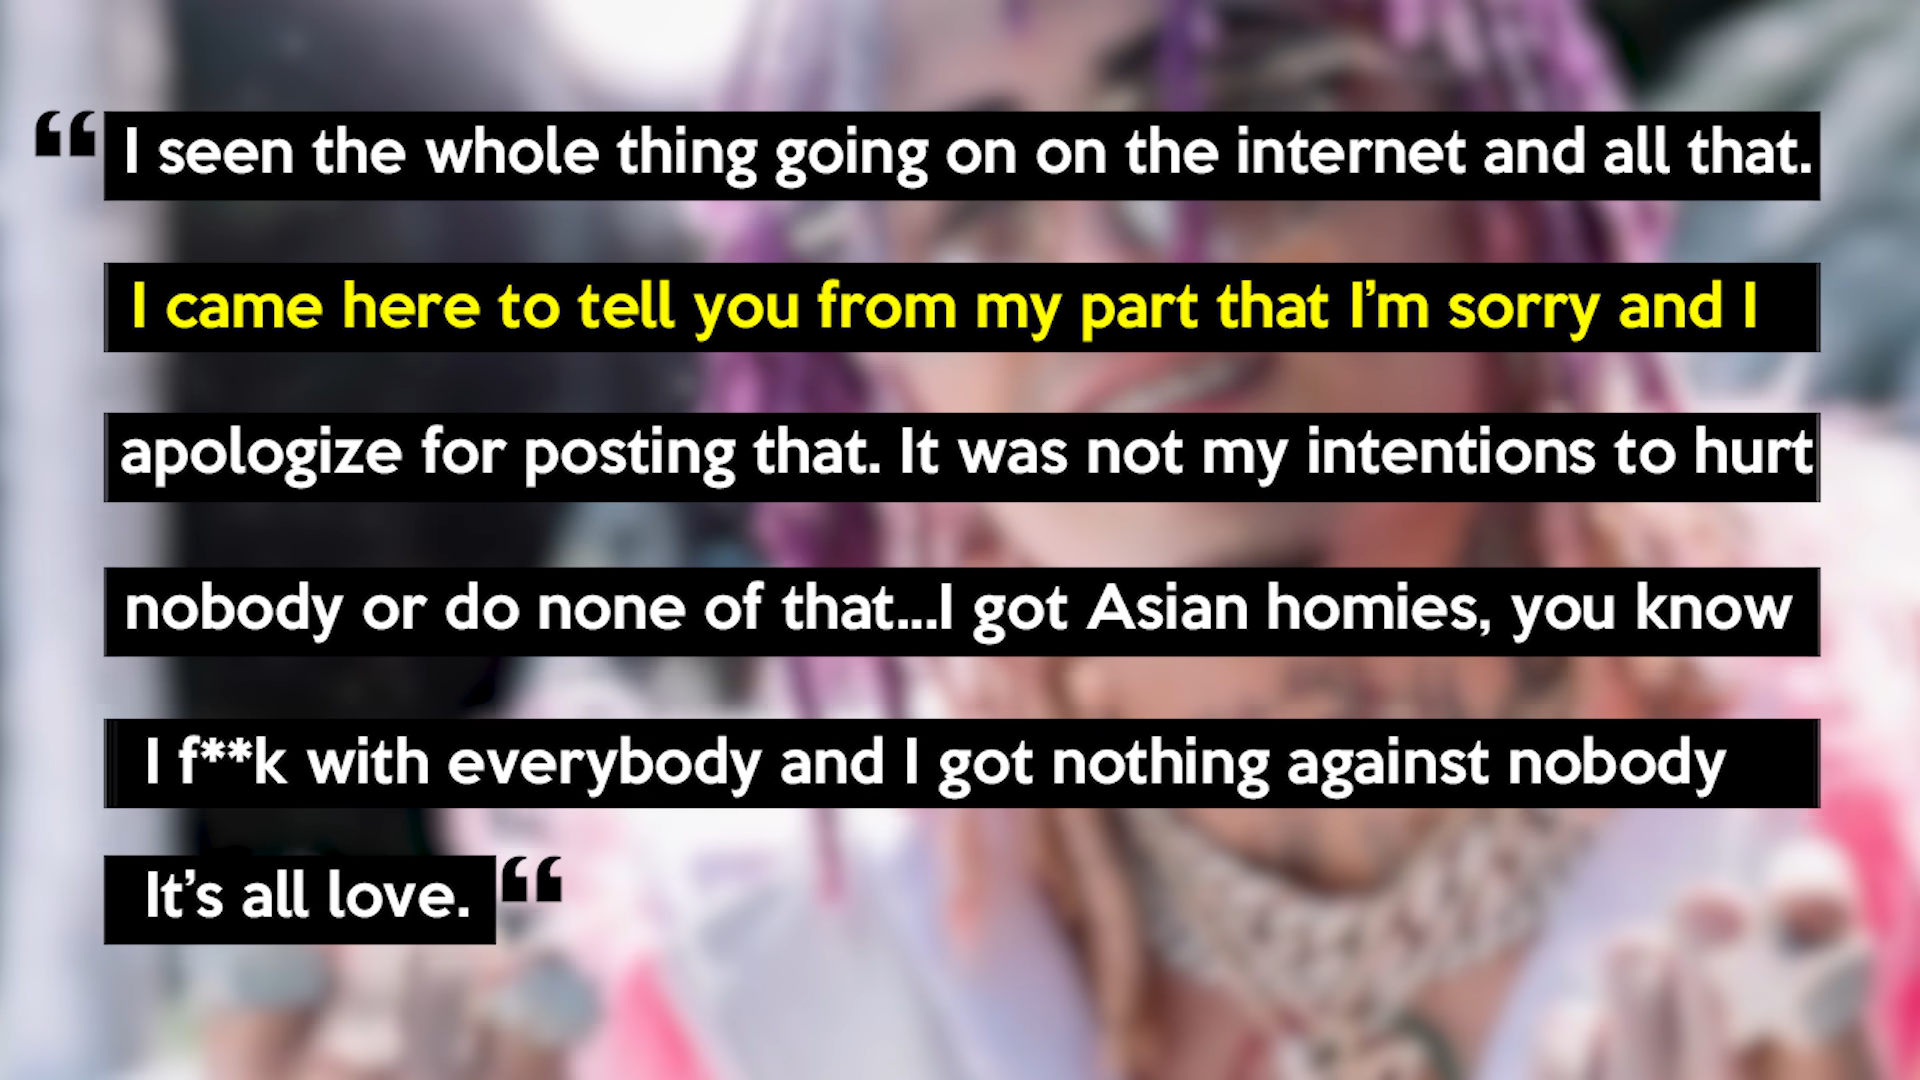 “ I seen the whole thing going on on the internet and all that.
I came here to tell you from my part that I’m sorry and I
apologize for posting that. It was not my intentions to hurt
nobody or do none of that...I got Asian homies, you know
I f**k with everybody and I got nothing against nobody
It’s all love. “